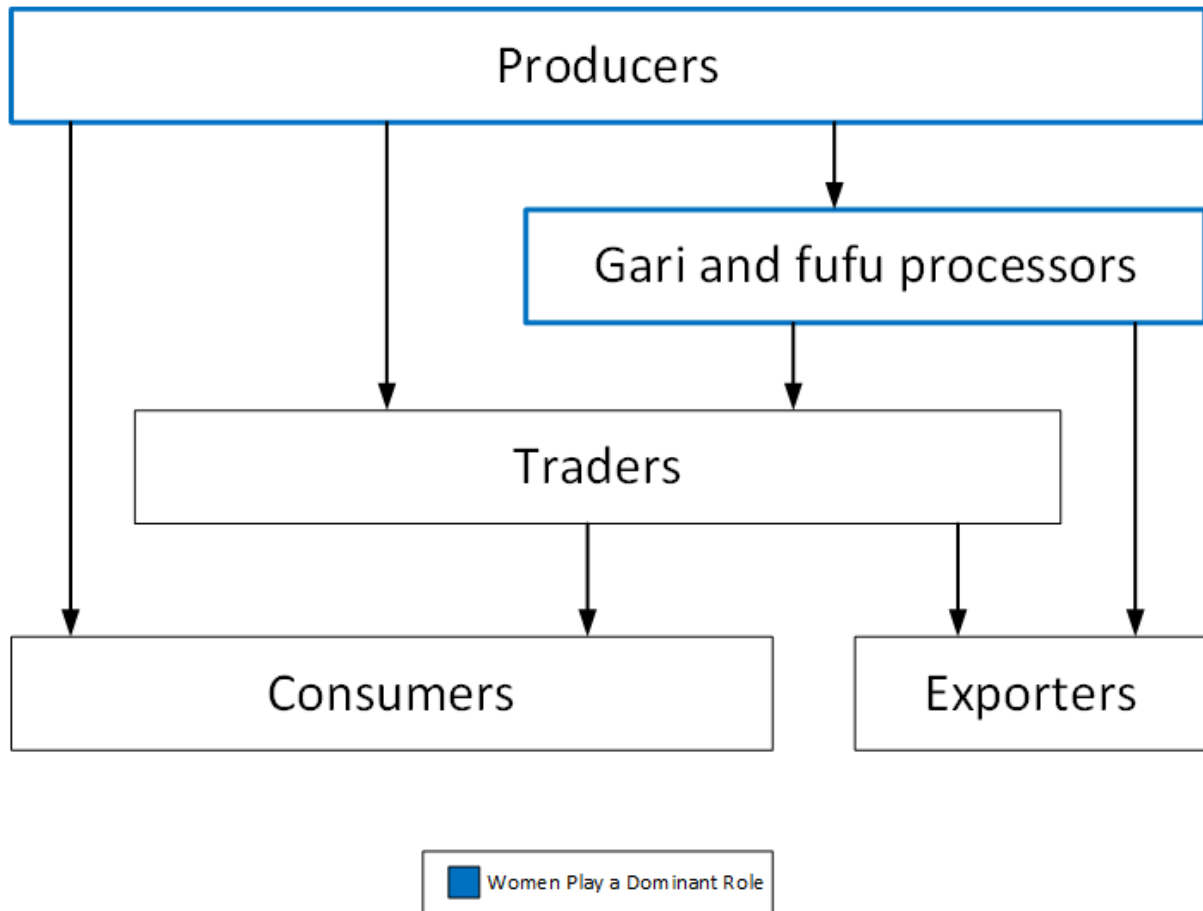 Producers
Gari and fufu processors
Traders
Consumers
Exporters
Women Play a Dominant Role